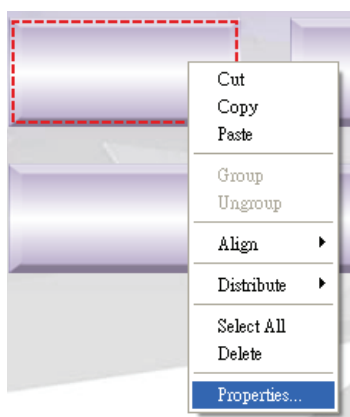 Cut
Copy
Paste
Group
Ungroup
Align
Distribute
Select All
Delete
Properties...